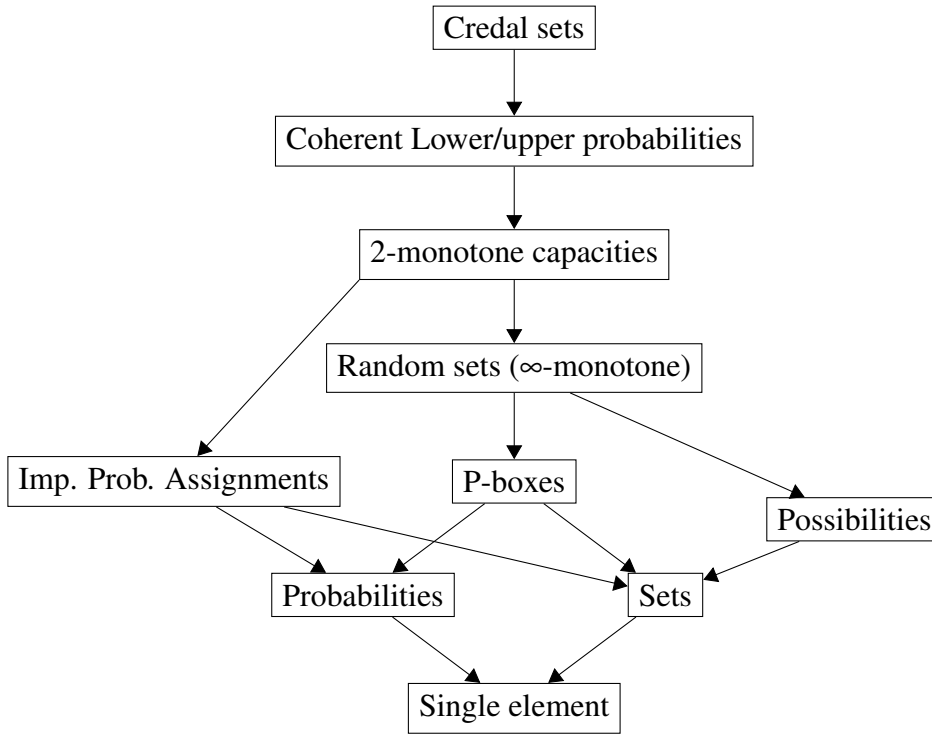 Credal sets
Coherent Lower/upper probabilities
2-monotone capacities
Random sets (∞-monotone)
Imp. Prob. Assignments
P-boxes
Possibilities
Probabilities
Sets
Single element